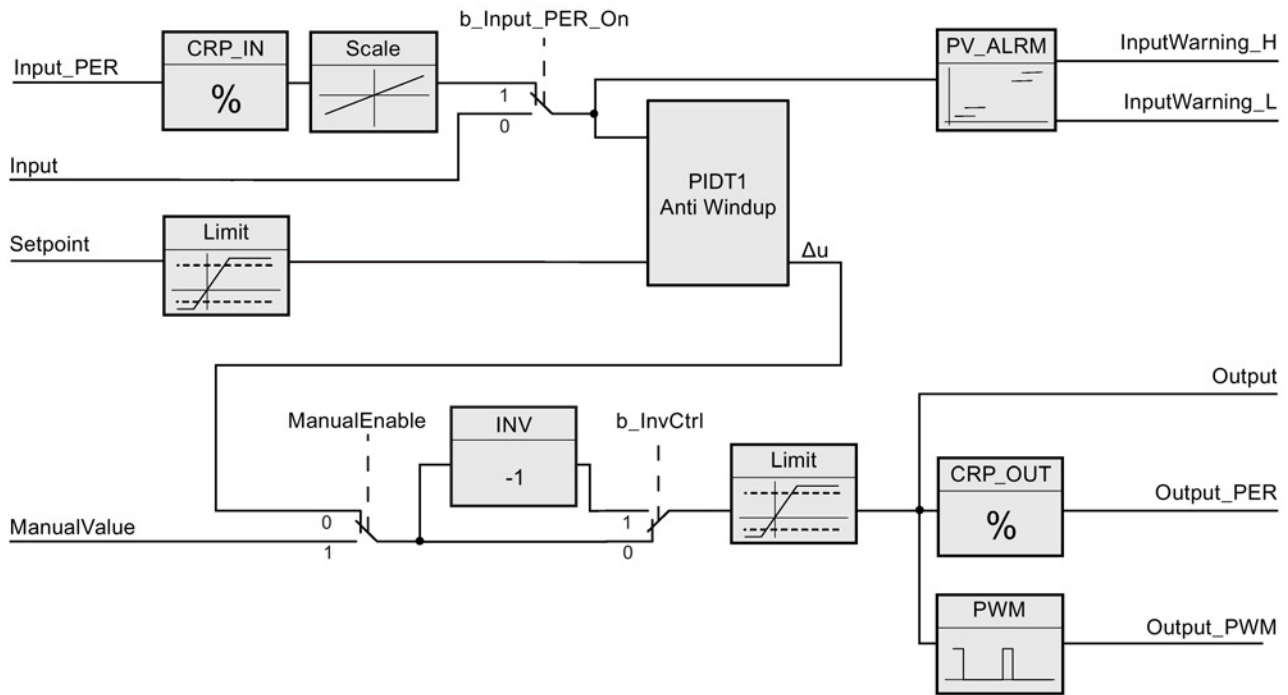 b_Input_PER_On
CRP_IN
Scale
PV_ALRM
InputWarning_H
Input_PER
%
1
0
InputWarning_L
Input
PIDT1
Anti Windup
Setpoint
Limit
Δu
Output
ManualEnable
INV
b_InvCtrl
-1
Limit
CRP_OUT
Output_PER
%
ManualValue
0
1
1
0
PWM
Output_PWM